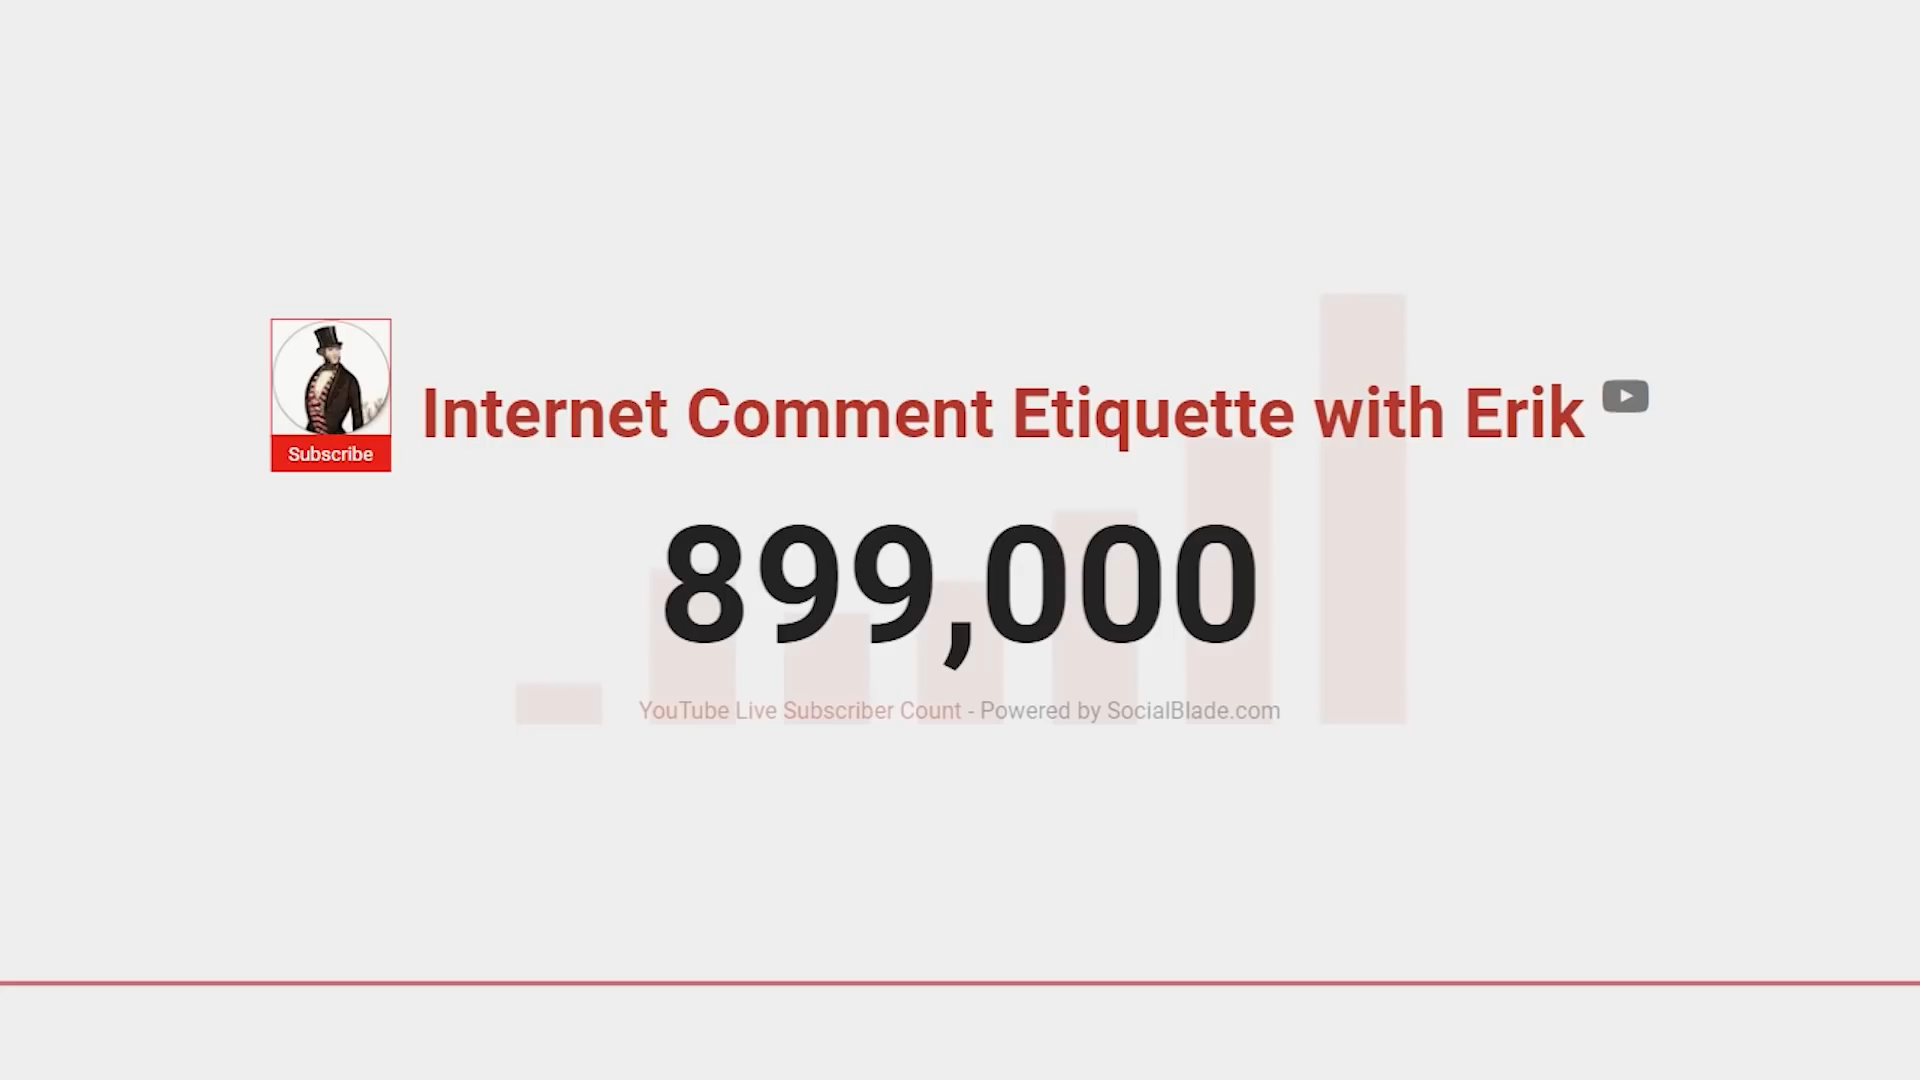 Internet Comment Etiquette with Erik
Subscribe
899,000
YouTube Live Subscriber Count - Powered by SocialBlade.com